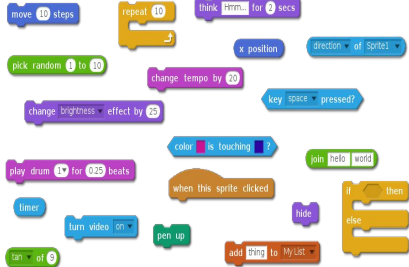 move 10 steps
repeat 10
think Hmm... for 2 secs
x position
direction of Sprite1
pick random 1 to 10
change tempo by 20
key space pressed?
change brightness effect by 25
color is touching ?
join hello world
play drum 1 for 0.25 beats
when this sprite clicked
if then
else
timer
hide
turn video on
pen up
add thing to My List
tan of 9